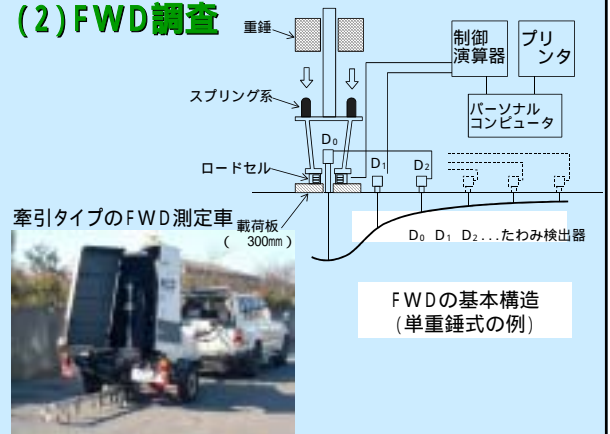 (2)FWD調査
重錘
制御
演算器
プリ
ンタ
スプリング系
パーソナル
コンピュータ
D₀
D₁
D₂
ロードセル
載荷板
( 300㎜)
牽引タイプのFWD測定車
D₀ D₁ D₂...たわみ検出器
FWDの基本構造
(単重錘式の例)